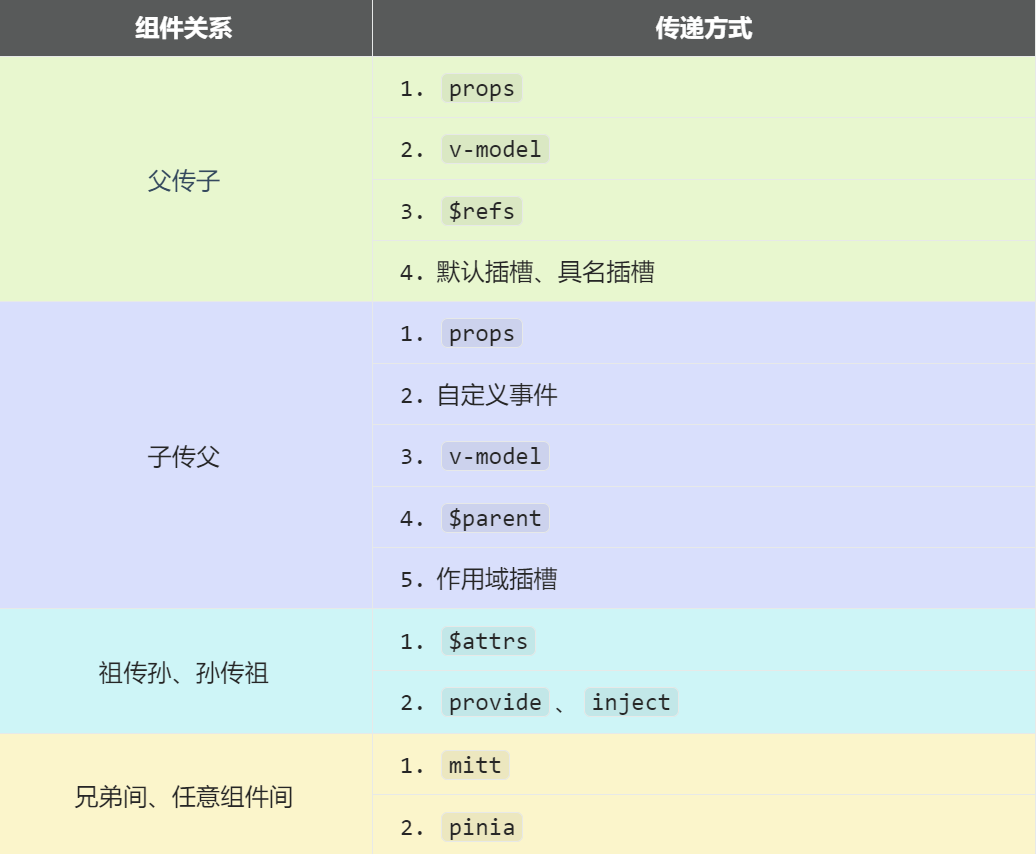 组件关系 传递方式
父传子
1. props
2. v-model
3. $refs
4. 默认插槽、具名插槽
子传父
1. props
2. 自定义事件
3. v-model
4. $parent
5. 作用域插槽
祖传孙、孙传祖
1. $attrs
2. provide 、 inject
兄弟间、任意组件间
1. mitt
2. pinia